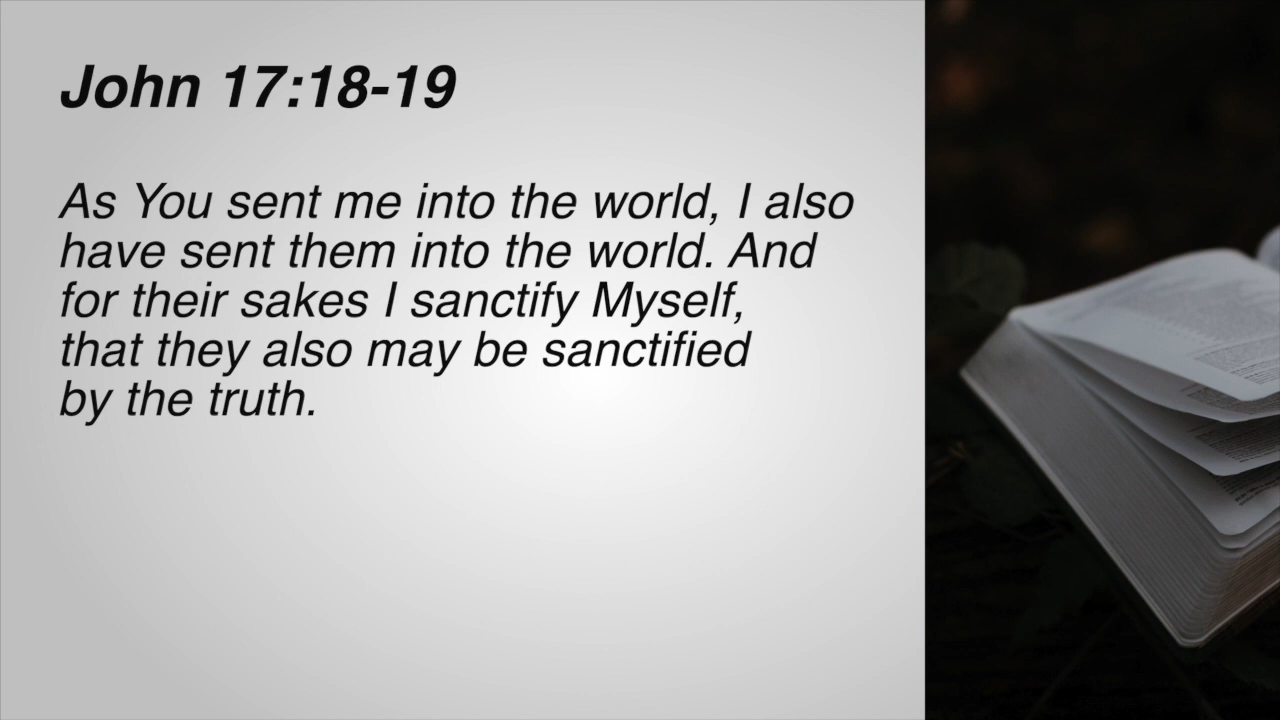 John 17:18-19
As You sent me into the world, I also
have sent them into the world. And
for their sakes I sanctify Myself,
that they also may be sanctified
by the truth.